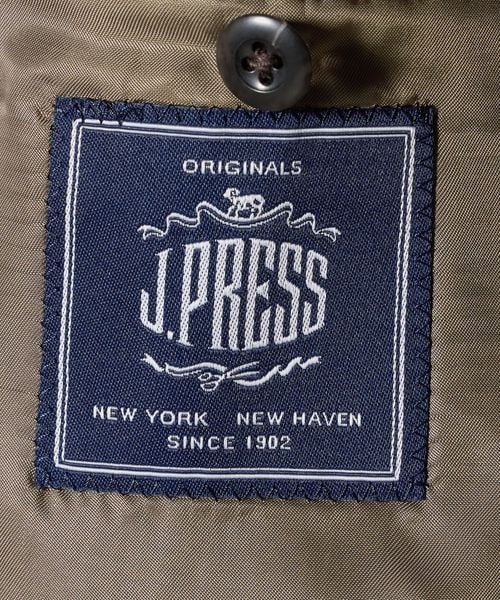 ORIGINALS
J.PRESS
NEW YORK NEW HAVEN
SINCE 1902